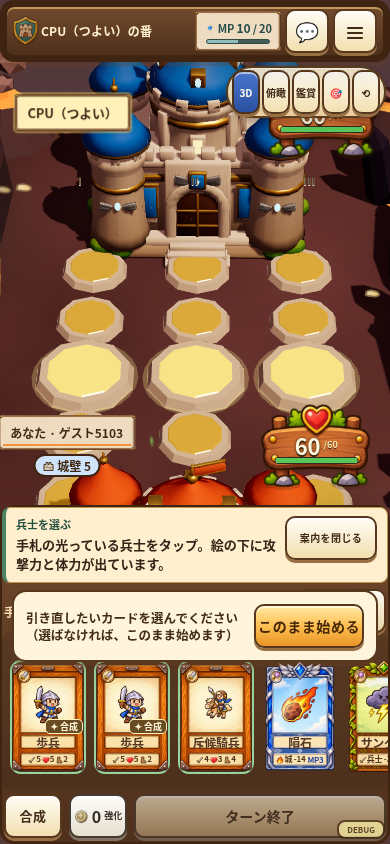 CPU（つよい）の番
MP 10 / 20
CPU（つよい）
3D
俯瞰
鑑賞
あなた・ゲスト5103
60 /60
城壁 5
兵士を選ぶ
手札の光っている兵士をタップ。絵の下に攻
撃力と体力が出ています。
案内を閉じる
手
引き直したいカードを選んでください
（選ばなければ、このまま始めます）
このまま始める
+合成
歩兵
5 5 2
+合成
歩兵
5 5 2
斥候騎兵
4 3 4
隕石
城 -14 MP3
サン
兵士-
合成
0 強化
ターン終了
DEBUG